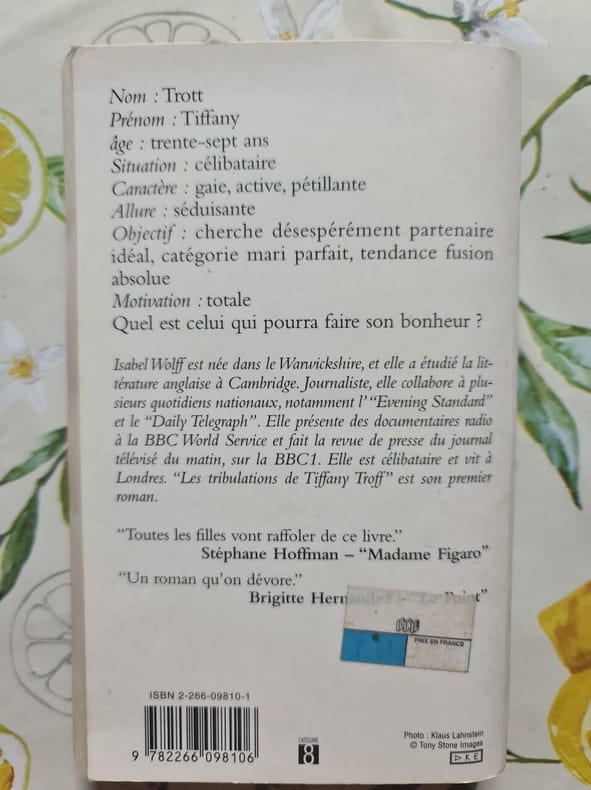 Nom : Trott
Prénom : Tiffany
âge : trente-sept ans
Situation : célibataire
Caractère : gaie, active, pétillante
Allure : séduisante
Objectif : cherche désespérément partenaire
idéal, catégorie mari parfait, tendance fusion
absolue
Motivation : totale
Quel est celui qui pourra faire son bonheur ?
Isabel Wolff est née dans le Warwickshire, et elle a étudié la lit-
térature anglaise à Cambridge. Journaliste, elle collabore à plu-
sieurs quotidiens nationaux, notamment l'“Evening Standard”
et le “Daily Telegraph”. Elle présente des documentaires radio
à la BBC World Service et fait la revue de presse du journal
télévisé du matin, sur la BBC1. Elle est célibataire et vit à
Londres. “Les tribulations de Tiffany Troff” est son premier
roman.
“Toutes les filles vont raffoler de ce livre.”
Stéphane Hoffman – “Madame Figaro”
“Un roman qu'on dévore.”
Brigitte Hernandez – “Le Point”
€ PRIX EN FRANCS
ISBN 2-266-09810-1
9 782266 098106
CATÉGORIE
8
Photo : Klaus Lahnstein
© Tony Stone Images